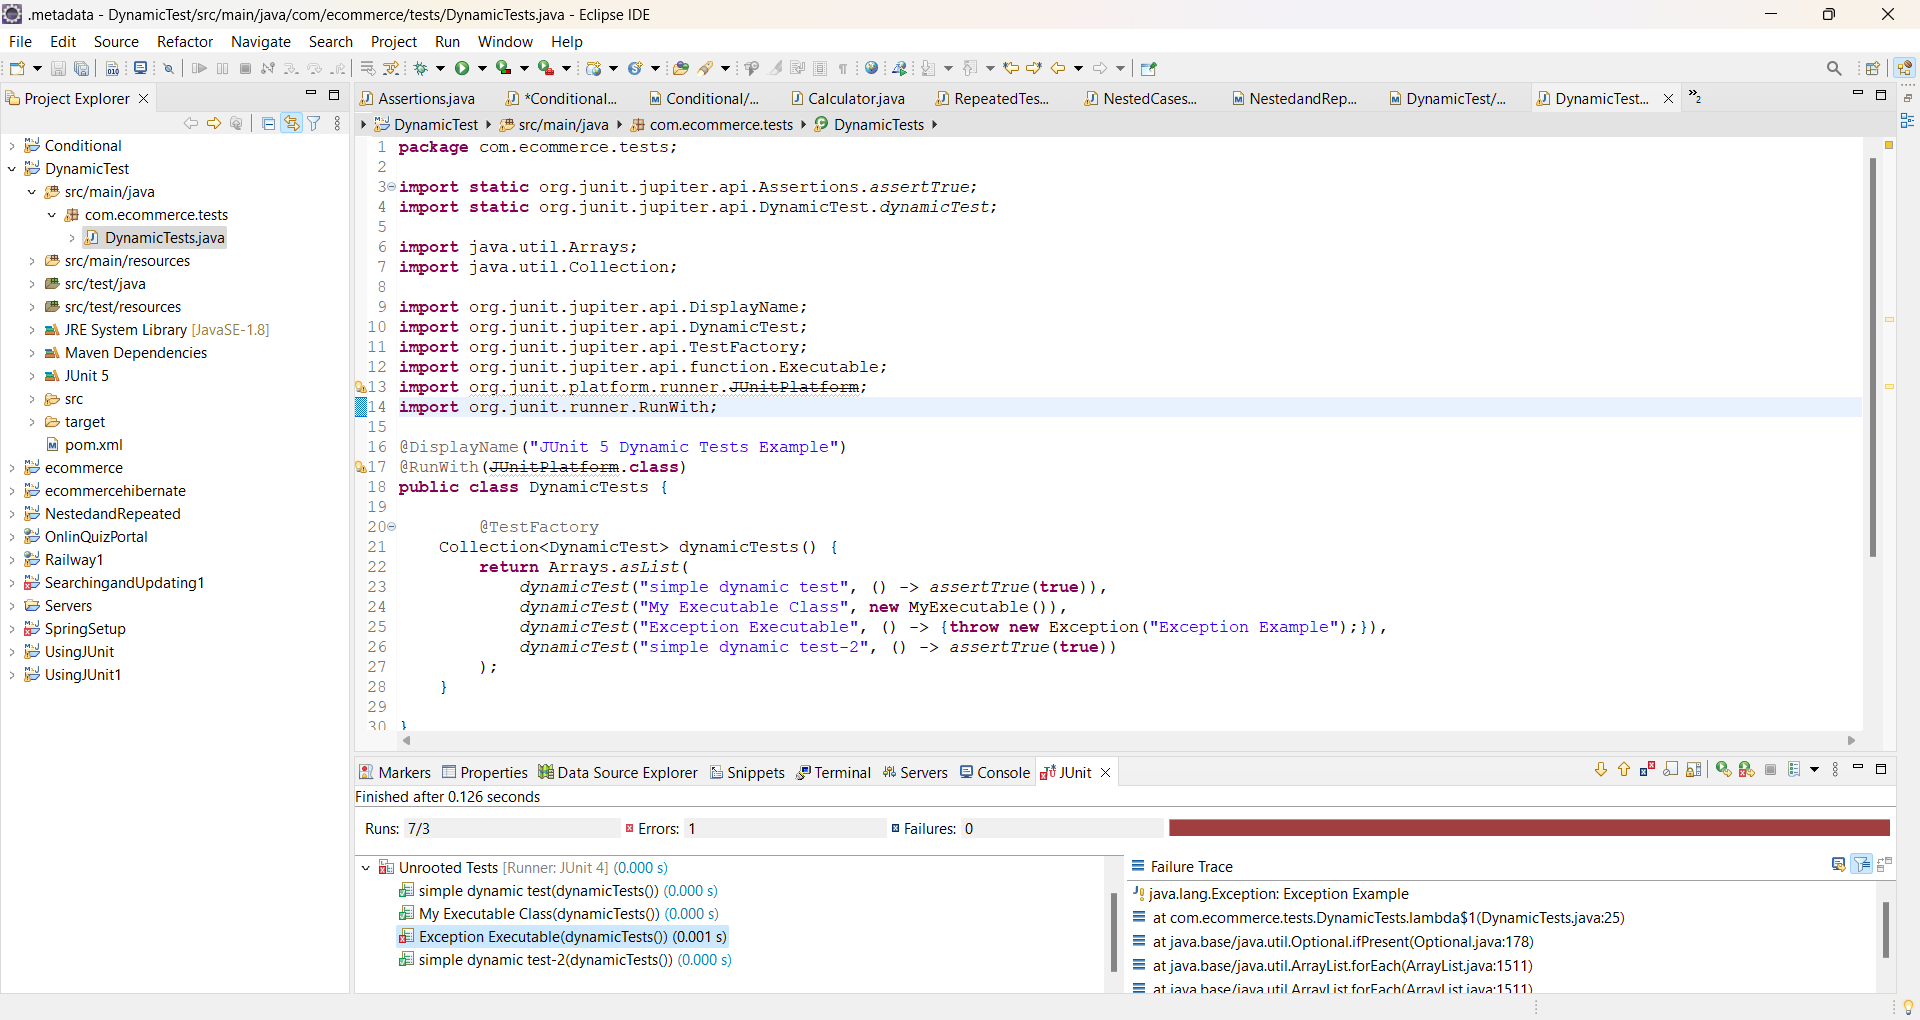 .metadata - DynamicTest/src/main/java/com/ecommerce/tests/DynamicTests.java - Eclipse IDE
File Edit Source Refactor Navigate Search Project Run Window Help
Project Explorer
Conditional
DynamicTest
src/main/java
com.ecommerce.tests
DynamicTests.java
src/main/resources
src/test/java
src/test/resources
JRE System Library [JavaSE-1.8]
Maven Dependencies
JUnit 5
src
target
pom.xml
ecommerce
ecommercehibernate
NestedandRepeated
OnlinQuizPortal
Railway1
SearchingandUpdating1
Servers
SpringSetup
UsingJUnit
UsingJUnit1
Assertions.java *Conditional... Conditional/... Calculator.java RepeatedTes... NestedCases... NestedandRep... DynamicTest/... DynamicTest... »2
DynamicTest src/main/java com.ecommerce.tests DynamicTests
1 package com.ecommerce.tests;
2
3 import static org.junit.jupiter.api.Assertions.assertTrue;
4 import static org.junit.jupiter.api.DynamicTest.dynamicTest;
5
6 import java.util.Arrays;
7 import java.util.Collection;
8
9 import org.junit.jupiter.api.DisplayName;
10 import org.junit.jupiter.api.DynamicTest;
11 import org.junit.jupiter.api.TestFactory;
12 import org.junit.jupiter.api.function.Executable;
13 import org.junit.platform.runner.JUnitPlatform;
14 import org.junit.runner.RunWith;
15
16 @DisplayName("JUnit 5 Dynamic Tests Example")
17 @RunWith(JUnitPlatform.class)
18 public class DynamicTests {
19
20 @TestFactory
21 Collection<DynamicTest> dynamicTests() {
22 return Arrays.asList(
23 dynamicTest("simple dynamic test", () -> assertTrue(true)),
24 dynamicTest("My Executable Class", new MyExecutable()),
25 dynamicTest("Exception Executable", () -> {throw new Exception("Exception Example");}),
26 dynamicTest("simple dynamic test-2", () -> assertTrue(true))
27 );
28 }
29
30 }
Markers Properties Data Source Explorer Snippets Terminal Servers Console JUnit
Finished after 0.126 seconds
Runs: 7/3 Errors: 1 Failures: 0
Unrooted Tests [Runner: JUnit 4] (0.000 s)
simple dynamic test(dynamicTests()) (0.000 s)
My Executable Class(dynamicTests()) (0.000 s)
Exception Executable(dynamicTests()) (0.001 s)
simple dynamic test-2(dynamicTests()) (0.000 s)
Failure Trace
java.lang.Exception: Exception Example
at com.ecommerce.tests.DynamicTests.lambda$1(DynamicTests.java:25)
at java.base/java.util.Optional.ifPresent(Optional.java:178)
at java.base/java.util.ArrayList.forEach(ArrayList.java:1511)
at java.base/java.util.ArrayList.forEach(ArrayList.java:1511)